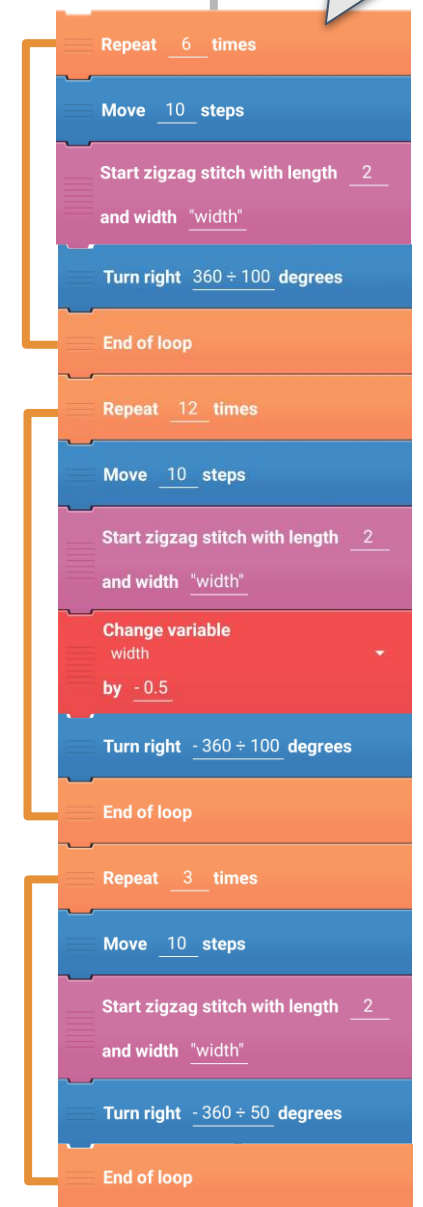 Repeat 6 times
Move 10 steps
Start zigzag stitch with length 2
and width "width"
Turn right 360 ÷ 100 degrees
End of loop
Repeat 12 times
Move 10 steps
Start zigzag stitch with length 2
and width "width"
Change variable
width
by - 0.5
Turn right - 360 ÷ 100 degrees
End of loop
Repeat 3 times
Move 10 steps
Start zigzag stitch with length 2
and width "width"
Turn right - 360 ÷ 50 degrees
End of loop